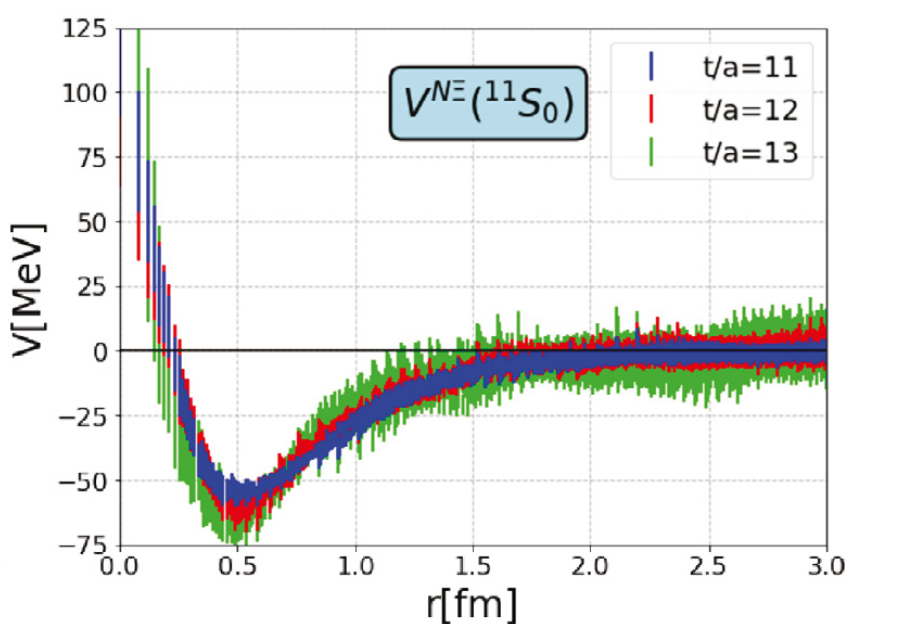 125
100
75
50
25
0
−25
−50
−75
V[MeV]
V^{NΞ}(^{11}S_0)
t/a=11
t/a=12
t/a=13
0.0 0.5 1.0 1.5 2.0 2.5 3.0
r[fm]